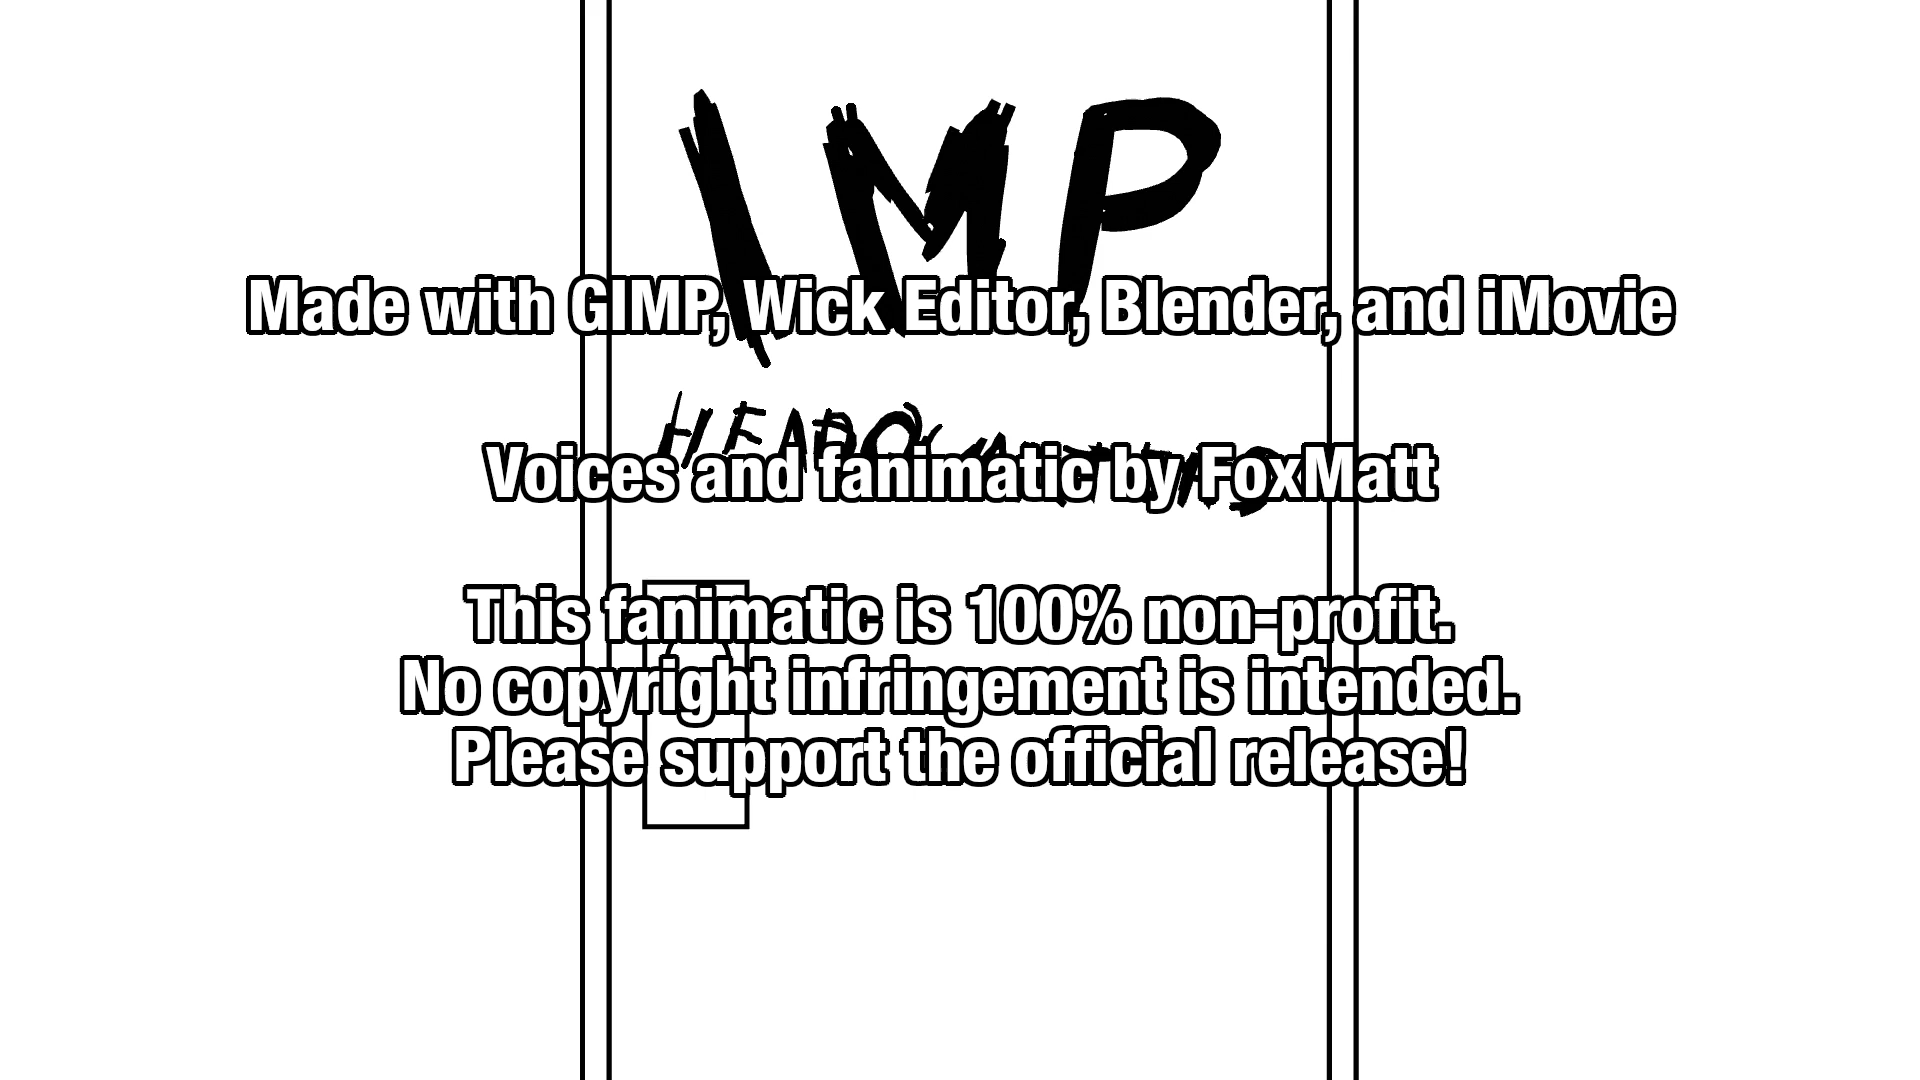 IMP
Made with GIMP, Wick Editor, Blender, and iMovie
Voices and fanimatic by FoxMatt
This fanimatic is 100% non-profit.
No copyright infringement is intended.
Please support the official release!